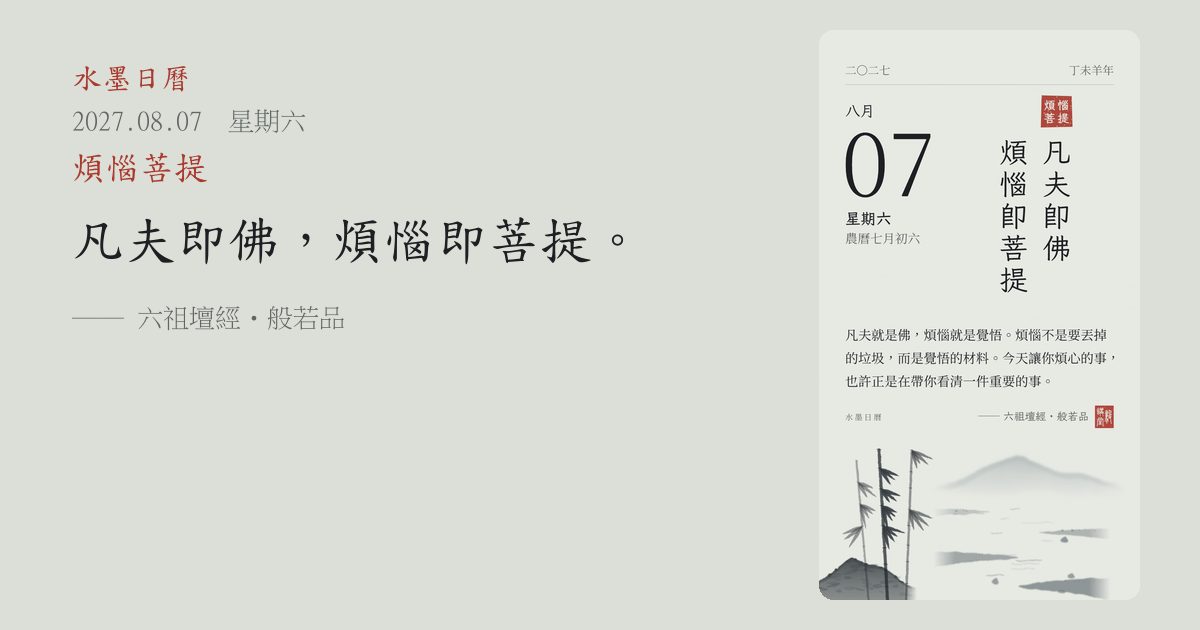 水墨日曆
2027.08.07 星期六
煩惱菩提
凡夫即佛，煩惱即菩提。
—— 六祖壇經・般若品
二〇二七
丁未羊年
八月
07
星期六
農曆七月初六
煩惱
菩提
凡夫即佛
煩惱即菩提
凡夫就是佛，煩惱就是覺悟。煩惱不是要丟掉
的垃圾，而是覺悟的材料。今天讓你煩心的事，
也許正是在帶你看清一件重要的事。
水墨日曆
—— 六祖壇經・般若品